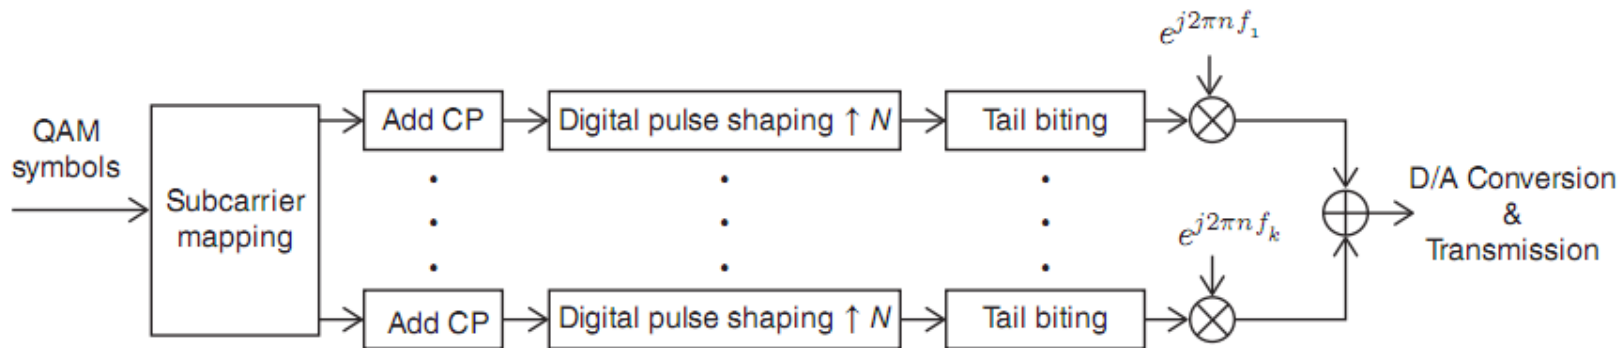 QAM
symbols
Subcarrier
mapping
Add CP
Digital pulse shaping ↑ N
Tail biting
e^{j2πnf_1}
Add CP
Digital pulse shaping ↑ N
Tail biting
e^{j2πnf_k}
D/A Conversion
&
Transmission